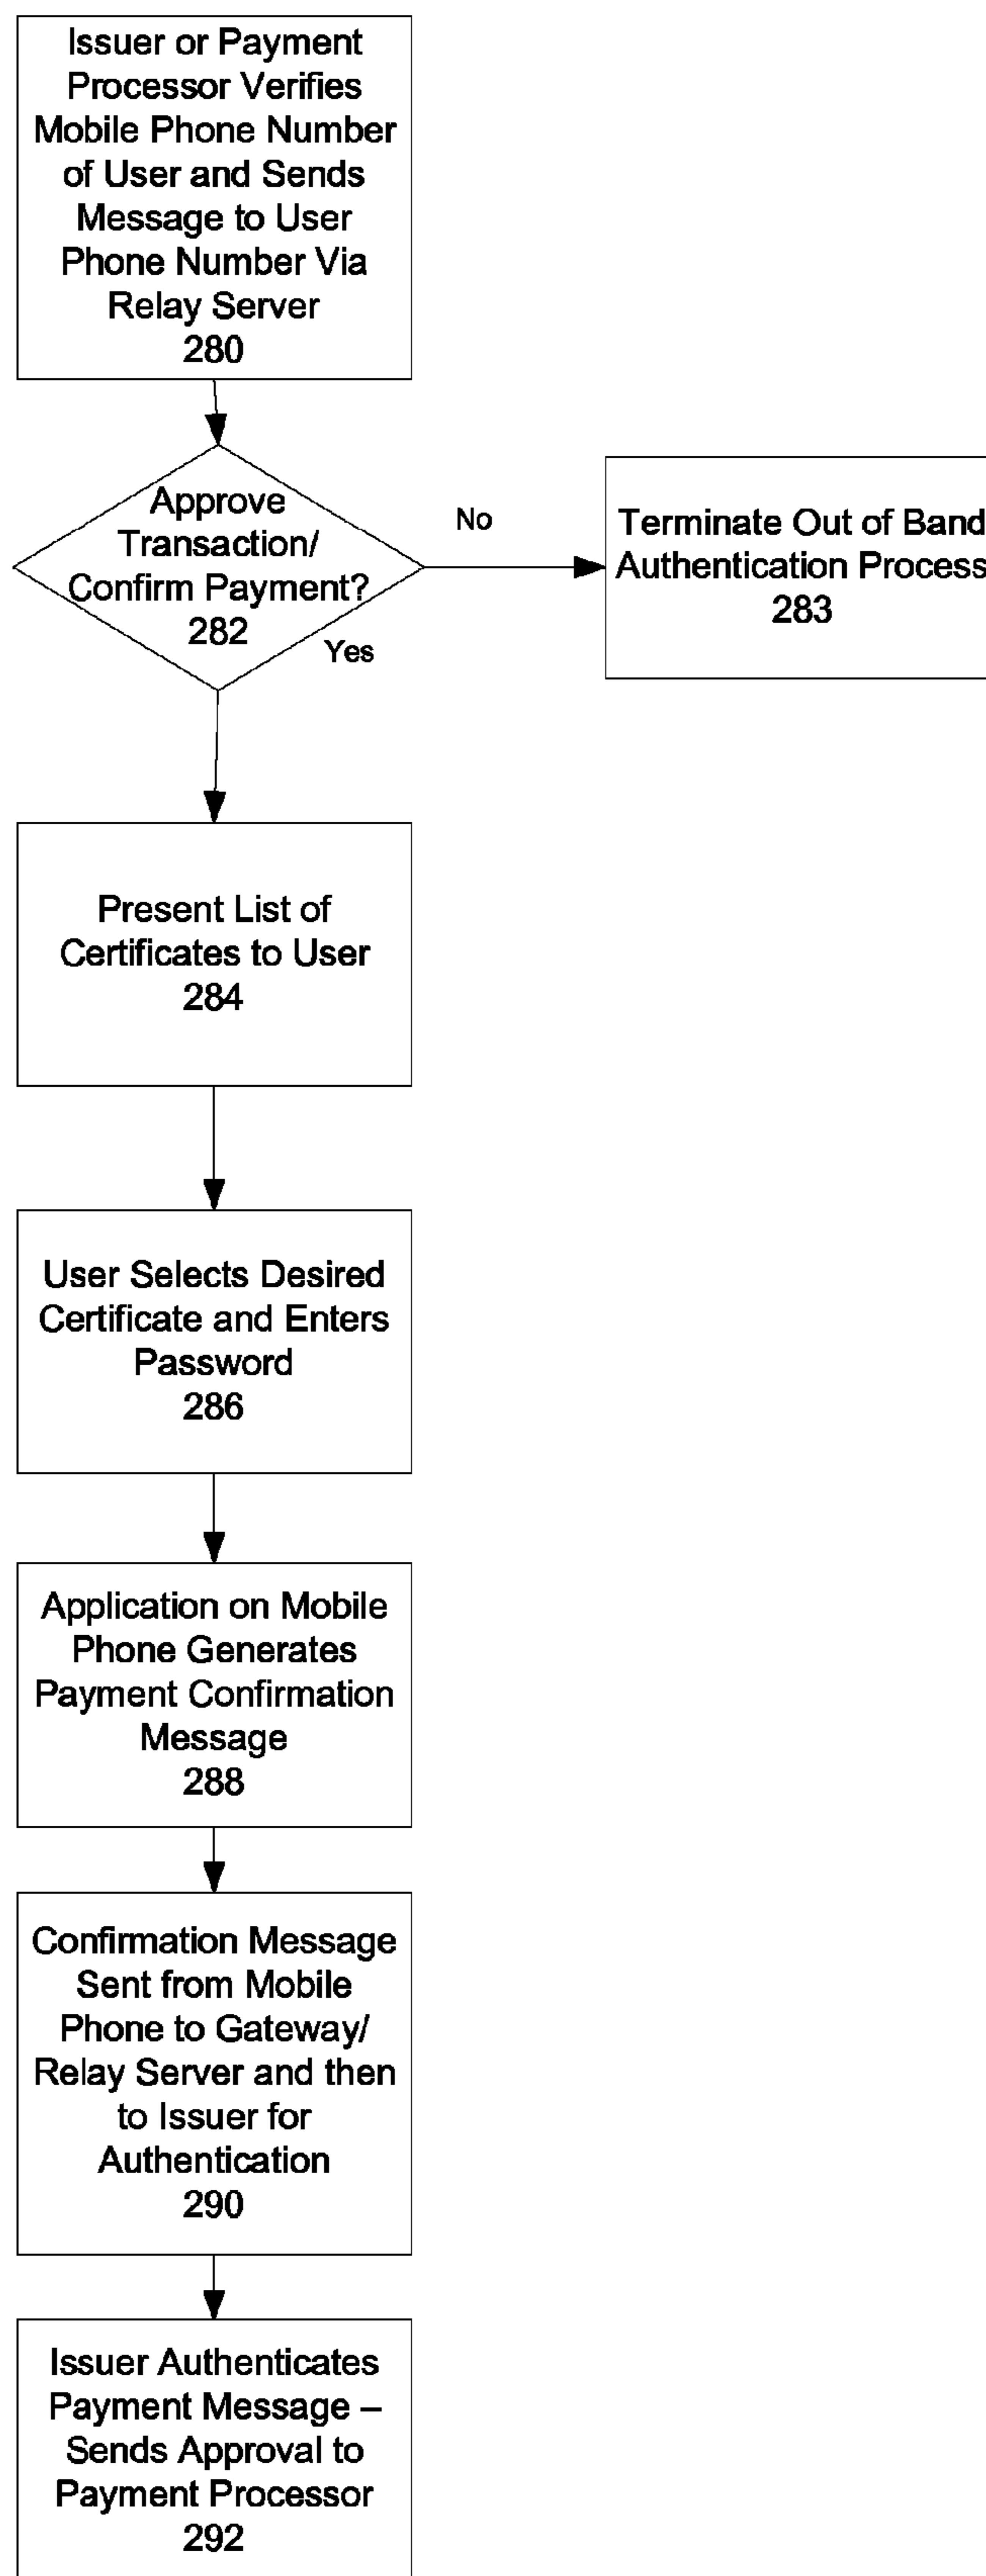 Issuer or Payment
Processor Verifies
Mobile Phone Number
of User and Sends
Message to User
Phone Number Via
Relay Server
280
Approve
Transaction/
Confirm Payment?
282
No
Yes
Terminate Out of Band
Authentication Process
283
Present List of
Certificates to User
284
User Selects Desired
Certificate and Enters
Password
286
Application on Mobile
Phone Generates
Payment Confirmation
Message
288
Confirmation Message
Sent from Mobile
Phone to Gateway/
Relay Server and then
to Issuer for
Authentication
290
Issuer Authenticates
Payment Message –
Sends Approval to
Payment Processor
292